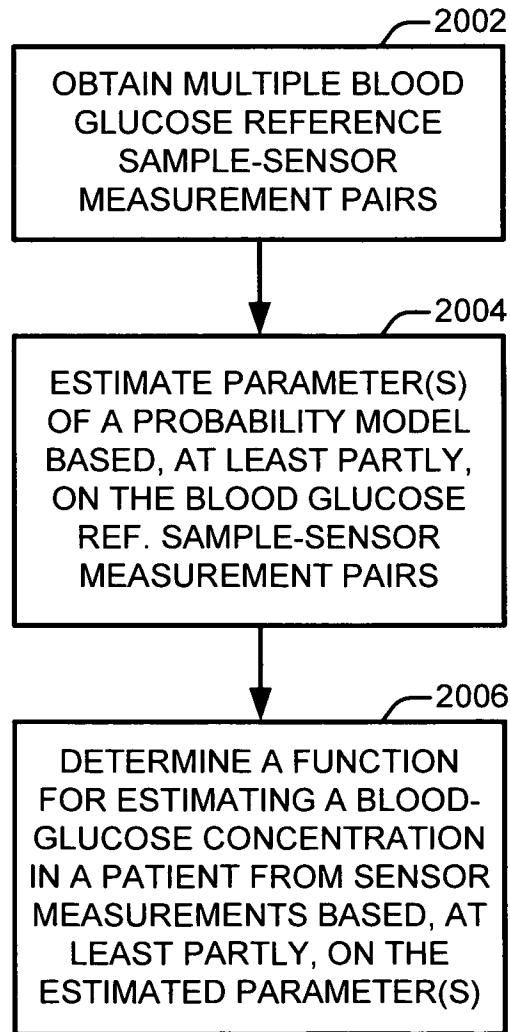 2002
OBTAIN MULTIPLE BLOOD
GLUCOSE REFERENCE
SAMPLE-SENSOR
MEASUREMENT PAIRS
2004
ESTIMATE PARAMETER(S)
OF A PROBABILITY MODEL
BASED, AT LEAST PARTLY,
ON THE BLOOD GLUCOSE
REF. SAMPLE-SENSOR
MEASUREMENT PAIRS
2006
DETERMINE A FUNCTION
FOR ESTIMATING A BLOOD-
GLUCOSE CONCENTRATION
IN A PATIENT FROM SENSOR
MEASUREMENTS BASED, AT
LEAST PARTLY, ON THE
ESTIMATED PARAMETER(S)